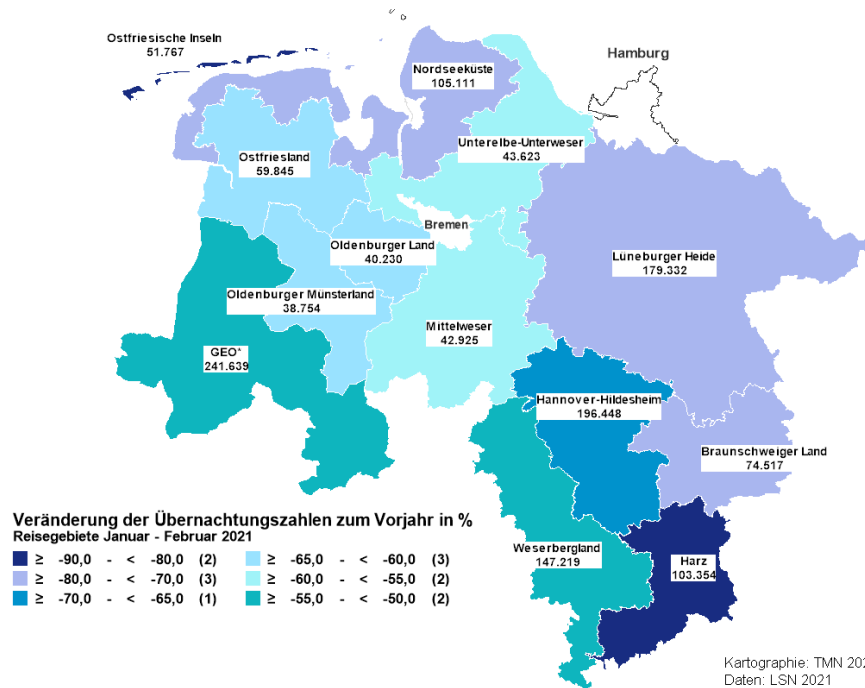 Ostfriesische Inseln
51.767
Nordseeküste
105.111
Hamburg
Unterelbe-Unterweser
43.623
Ostfriesland
59.845
Bremen
Oldenburger Land
40.230
Lüneburger Heide
179.332
Oldenburger Münsterland
38.754
Mittelweser
42.925
GEO*
241.639
Hannover-Hildesheim
196.448
Braunschweiger Land
74.517
Weserbergland
147.219
Harz
103.354
Veränderung der Übernachtungszahlen zum Vorjahr in %
Reisegebiete Januar - Februar 2021
≥ -90,0 - < -80,0 (2)
≥ -80,0 - < -70,0 (3)
≥ -70,0 - < -65,0 (1)
≥ -65,0 - < -60,0 (3)
≥ -60,0 - < -55,0 (2)
≥ -55,0 - < -50,0 (2)
Kartographie: TMN 202
Daten: LSN 2021